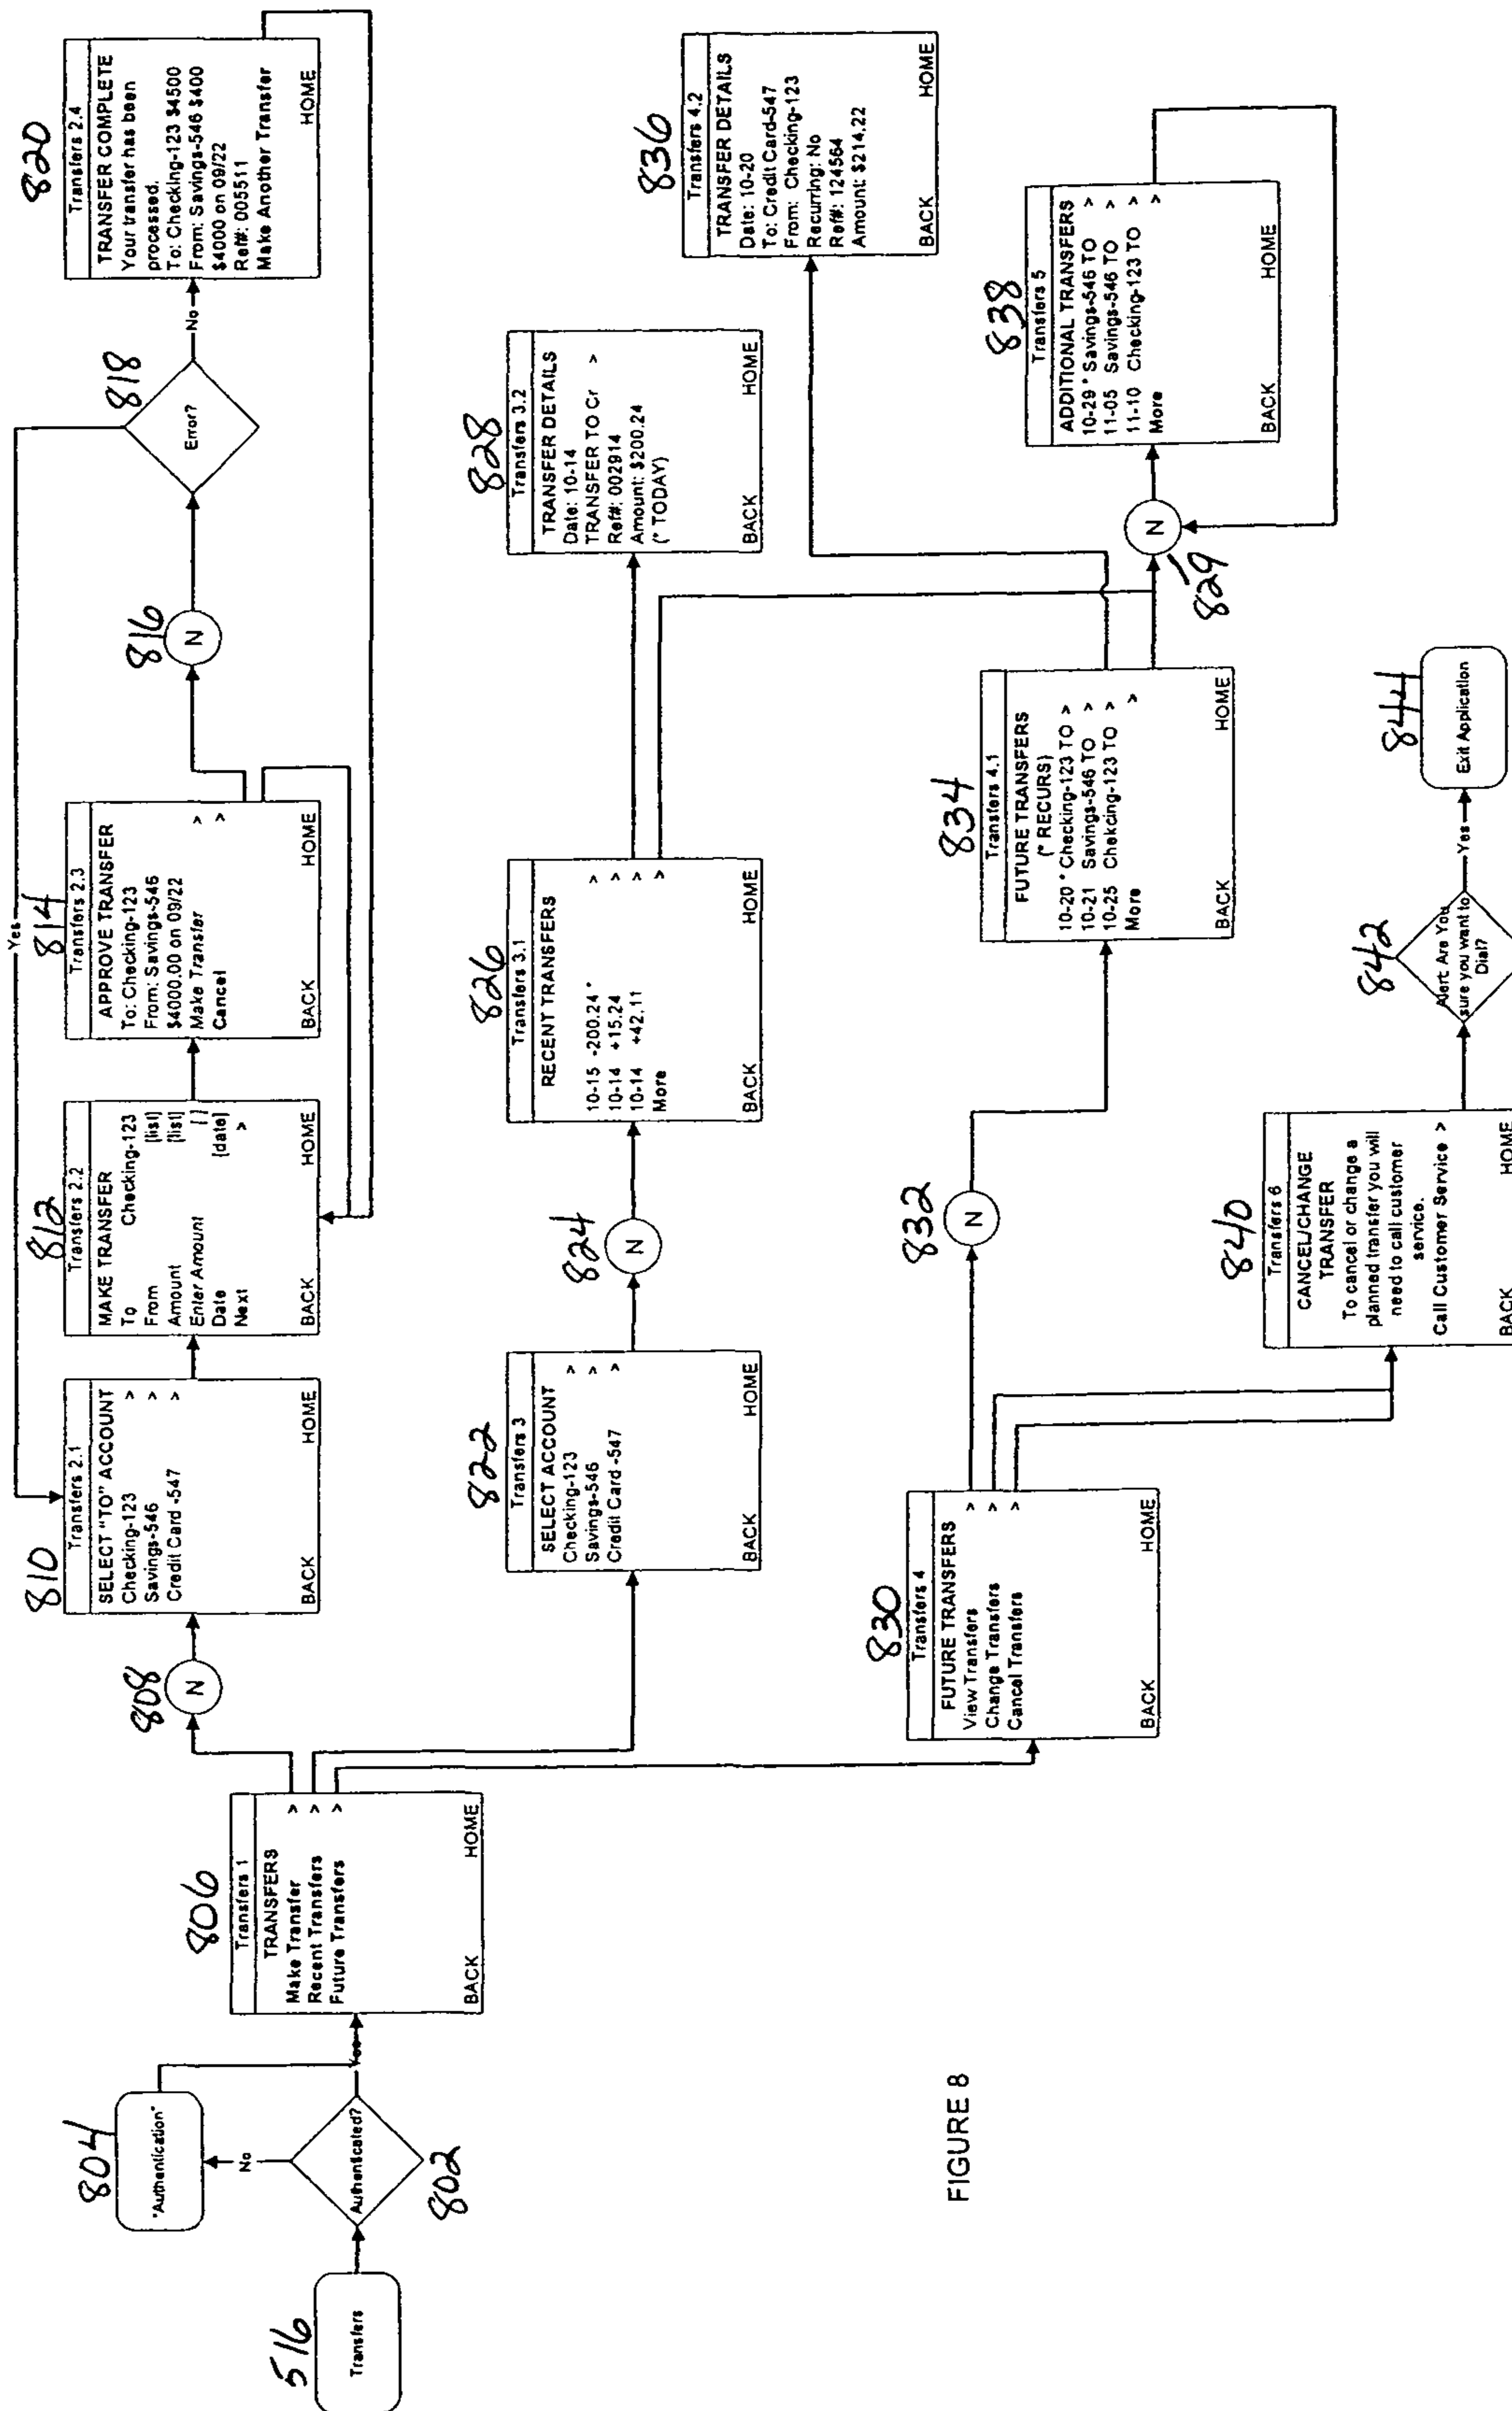 516
Transfers
802
Authenticated?
No
Yes
804
"Authentication"
806
Transfers 1
TRANSFERS
Make Transfer >
Recent Transfers >
Future Transfers >
BACK HOME
808
N
810
Transfers 2.1
SELECT "TO" ACCOUNT
Checking-123 >
Savings-546 >
Credit Card -547 >
BACK HOME
812
Transfers 2.2
MAKE TRANSFER
To Checking-123
From [list]
Amount [list]
Enter Amount [ ]
Date [date]
Next >
BACK HOME
814
Transfers 2.3
APPROVE TRANSFER
To: Checking-123
From: Savings-546
$4000.00 on 09/22
Make Transfer >
Cancel >
BACK HOME
816
N
818
Error?
Yes
No
820
Transfers 2.4
TRANSFER COMPLETE
Your transfer has been
processed.
To: Checking-123 $4500
From: Savings-546 $400
$4000 on 09/22
Ref#: 005511
Make Another Transfer
HOME
822
Transfers 3
SELECT ACCOUNT
Checking-123 >
Savings-546 >
Credit Card -547 >
BACK HOME
824
N
826
Transfers 3.1
RECENT TRANSFERS
10-15 -200.24 * >
10-14 +15.24 >
10-14 +42.11 >
More >
BACK HOME
828
Transfers 3.2
TRANSFER DETAILS
Date: 10-14
TRANSFER TO Cr >
Ref#: 002914
Amount: $200.24
(* TODAY)
BACK HOME
830
Transfers 4
FUTURE TRANSFERS
View Transfers >
Change Transfers >
Cancel Transfers >
BACK HOME
832
N
834
Transfers 4.1
FUTURE TRANSFERS
(* RECURS)
10-20 * Checking-123 TO >
10-21 Savings-546 TO >
10-25 Chekcing-123 TO >
More >
BACK HOME
836
Transfers 4.2
TRANSFER DETAILS
Date: 10-20
To: Credit Card-547
From: Checking-123
Recurring: No
Ref#: 124564
Amount: $214.22
BACK HOME
829
N
838
Transfers 5
ADDITIONAL TRANSFERS
10-29 * Savings-546 TO >
11-05 Savings-546 TO >
11-10 Checking-123 TO >
More >
BACK HOME
840
Transfers 6
CANCEL/CHANGE
TRANSFER
To cancel or change a
planned transfer you will
need to call customer
service.
Call Customer Service >
BACK HOME
842
Alert: Are You
sure you want to
Dial?
Yes
844
Exit Application
FIGURE 8